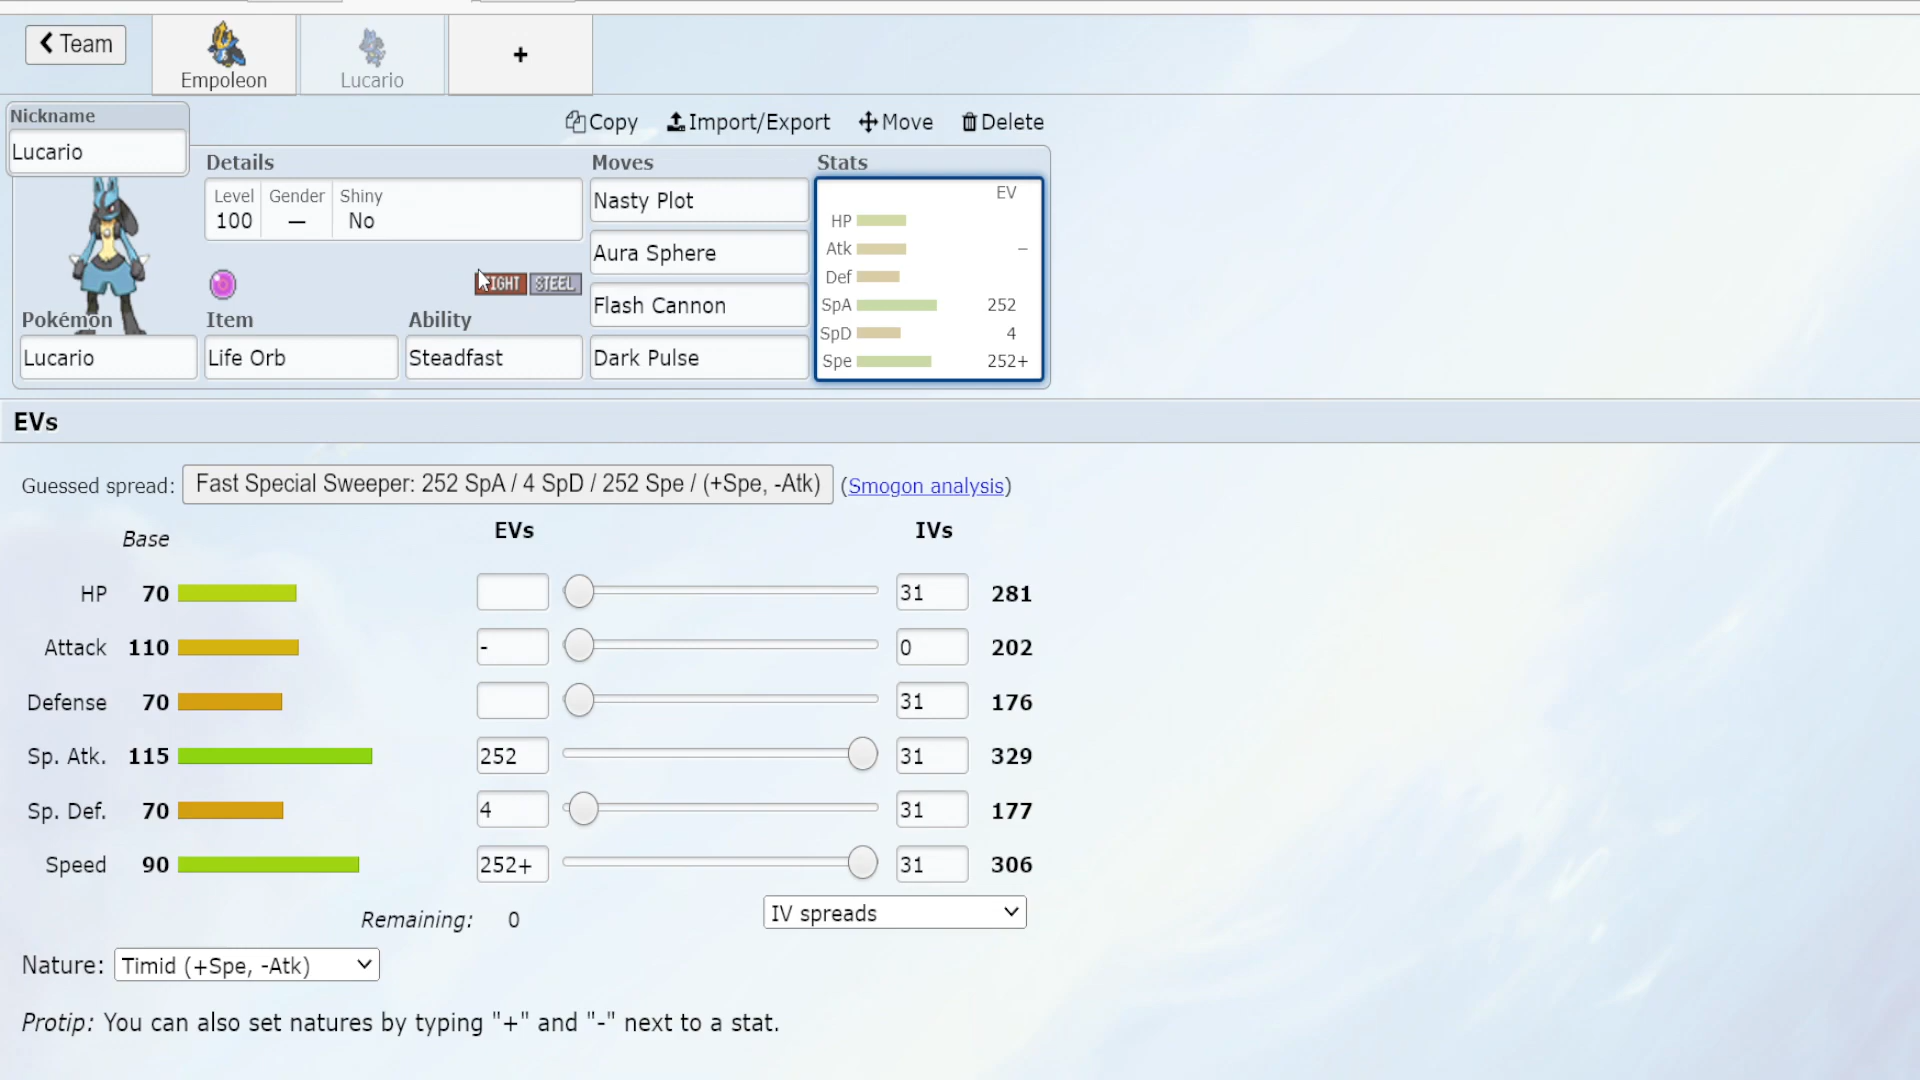 Team
Empoleon
Lucario
+
Nickname
Lucario
Copy
Import/Export
Move
Delete
Details
Moves
Stats
Level
Gender
Shiny
100
—
No
Nasty Plot
Aura Sphere
Flash Cannon
Dark Pulse
EV
HP
Atk –
Def
SpA 252
SpD 4
Spe 252+
STEEL
Pokémon
Item
Ability
Lucario
Life Orb
Steadfast
EVs
Guessed spread: Fast Special Sweeper: 252 SpA / 4 SpD / 252 Spe / (+Spe, -Atk) (Smogon analysis)
Base EVs IVs
HP 70 31 281
Attack 110 - 0 202
Defense 70 31 176
Sp. Atk. 115 252 31 329
Sp. Def. 70 4 31 177
Speed 90 252+ 31 306
Remaining: 0
IV spreads
Nature: Timid (+Spe, -Atk)
Protip: You can also set natures by typing "+" and "-" next to a stat.